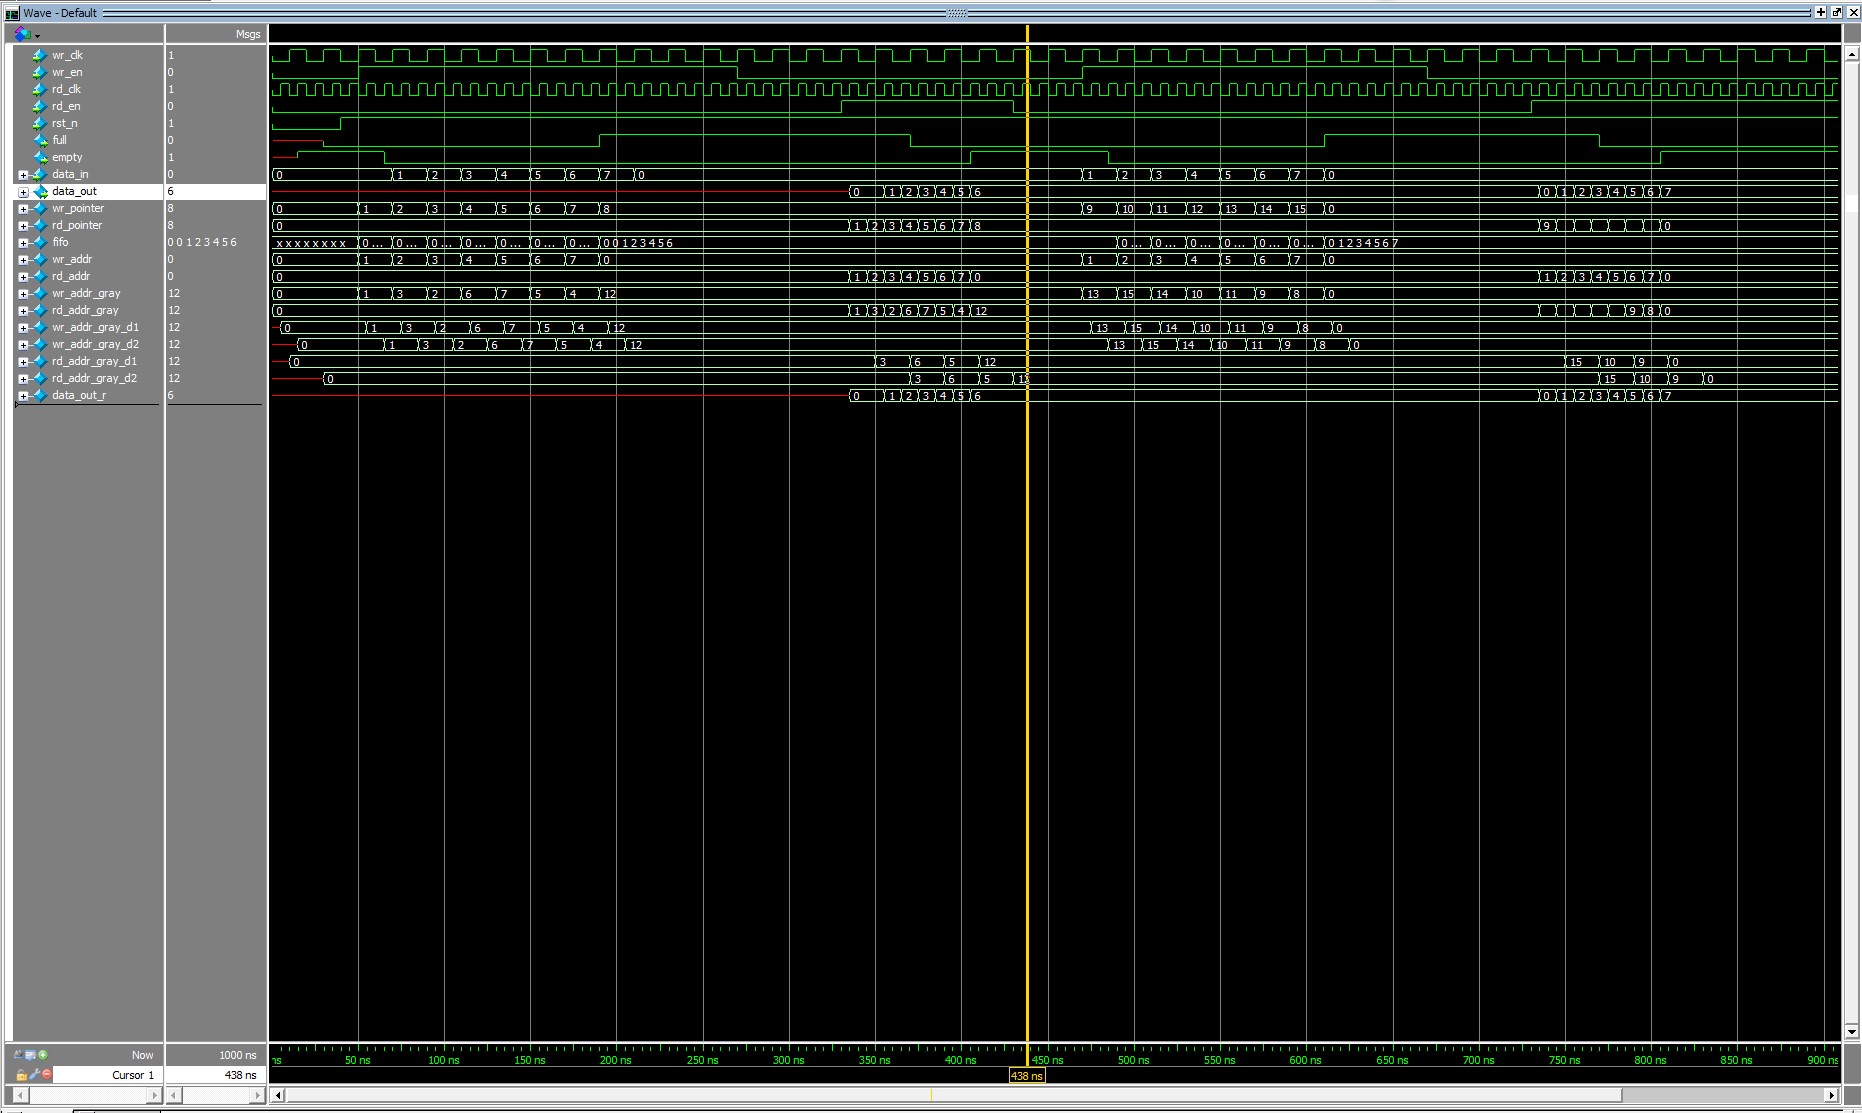 Wave - Default
Msgs
wr_clk 1
wr_en 0
rd_clk 1
rd_en 0
rst_n 1
full 0
empty 1
data_in 0 0 1 2 3 4 5 6 7 0 1 2 3 4 5 6 7 0
data_out 6 0 1 2 3 4 5 6 0 1 2 3 4 5 6 7
wr_pointer 8 0 1 2 3 4 5 6 7 8 9 10 11 12 13 14 15 0
rd_pointer 8 0 1 2 3 4 5 6 7 8 9 0
fifo 0 0 1 2 3 4 5 6 x x x x x x x x 0... 0... 0... 0... 0... 0... 0... 0 0 1 2 3 4 5 6 0... 0... 0... 0... 0... 0... 0 1 2 3 4 5 6 7
wr_addr 0 0 1 2 3 4 5 6 7 0 1 2 3 4 5 6 7 0
rd_addr 0 0 1 2 3 4 5 6 7 0 1 2 3 4 5 6 7 0
wr_addr_gray 12 0 1 3 2 6 7 5 4 12 13 15 14 10 11 9 8 0
rd_addr_gray 12 0 1 3 2 6 7 5 4 12 9 8 0
wr_addr_gray_d1 12 0 1 3 2 6 7 5 4 12 13 15 14 10 11 9 8 0
wr_addr_gray_d2 12 0 1 3 2 6 7 5 4 12 13 15 14 10 11 9 8 0
rd_addr_gray_d1 12 0 3 6 5 12 15 10 9 0
rd_addr_gray_d2 12 0 3 6 5 12 15 10 9 0
data_out_r 6 0 1 2 3 4 5 6 0 1 2 3 4 5 6 7
Now 1000 ns ns 50 ns 100 ns 150 ns 200 ns 250 ns 300 ns 350 ns 400 ns 450 ns 500 ns 550 ns 600 ns 650 ns 700 ns 750 ns 800 ns 850 ns 900 ns
Cursor 1 438 ns 438 ns